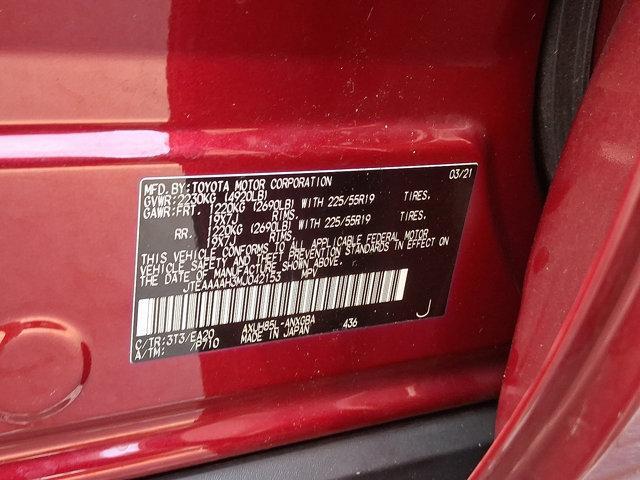 MFD. BY: TOYOTA MOTOR CORPORATION 03/21
GVWR: 2230KG (4920LB)
GAWR: FRT. 1220KG (2690LB) WITH 225/55R19 TIRES,
19X7J RIMS.
RR. 1220KG (2690LB) WITH 225/55R19 TIRES,
19X7J RIMS.
THIS VEHICLE CONFORMS TO ALL APPLICABLE FEDERAL MOTOR
VEHICLE SAFETY AND THEFT PREVENTION STANDARDS IN EFFECT ON
THE DATE OF MANUFACTURE SHOWN ABOVE.
JTEAAAAH3MJ042153 MPV
C/TR: 3T3/EA20 AXUH85L-ANXGBA 436 J
A/TM: /P710 MADE IN JAPAN